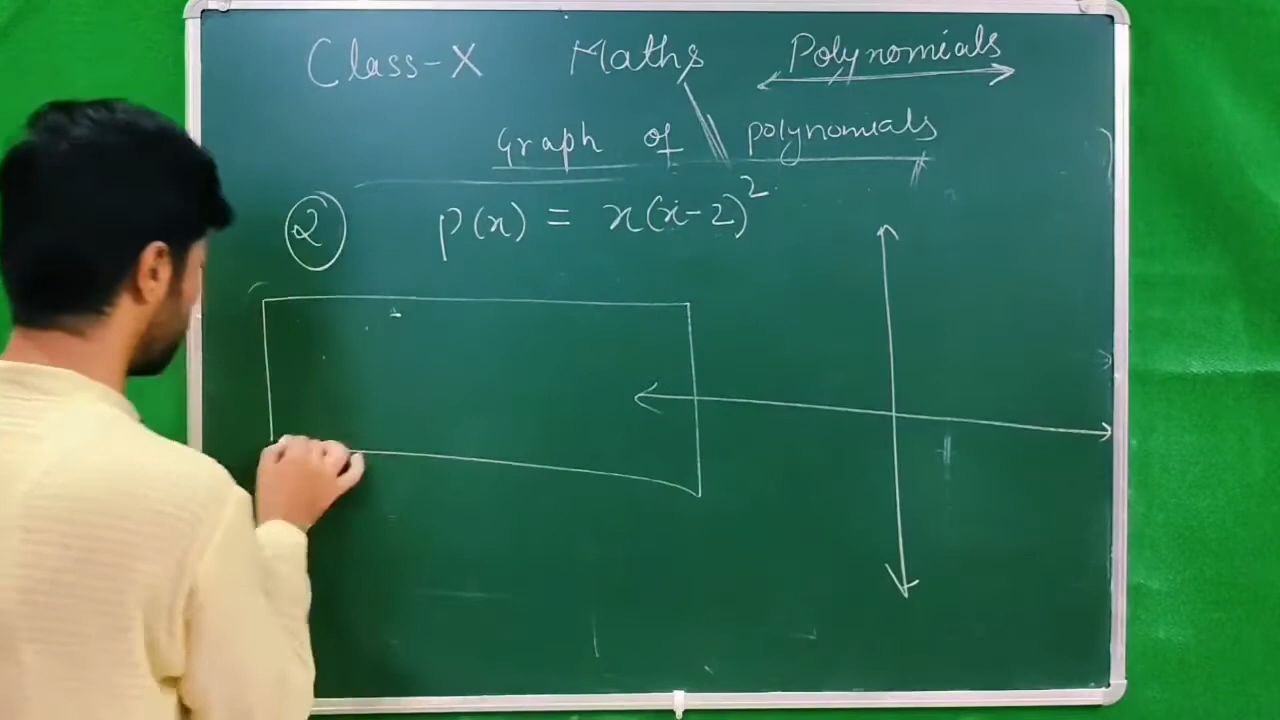 Class-X Maths Polynomials
Graph of polynomials
2 p(x) = x(x-2)²